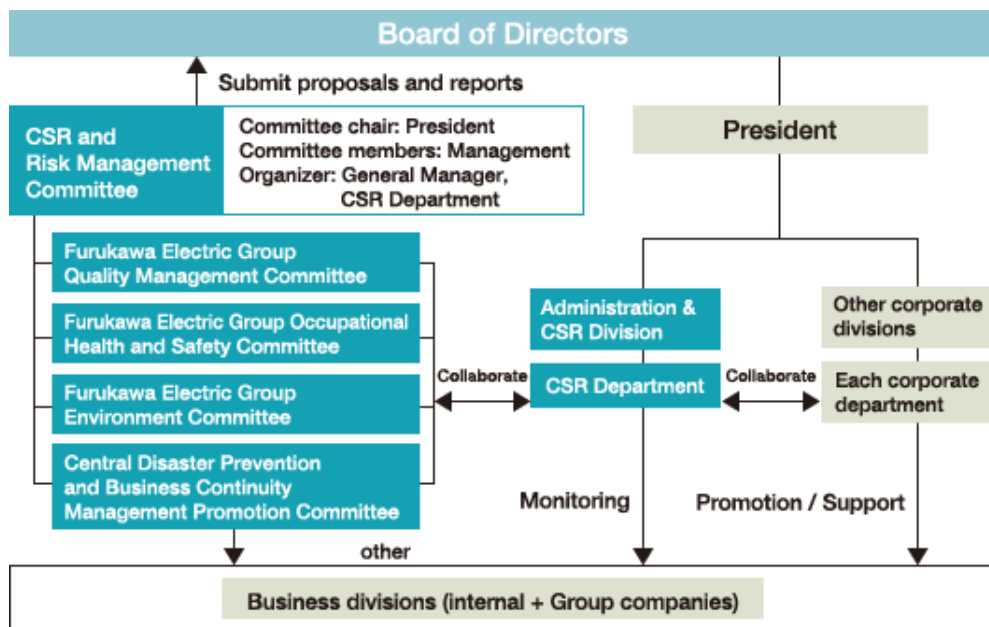 Board of Directors
Submit proposals and reports
CSR and
Risk Management
Committee
Committee chair: President
Committee members: Management
Organizer: General Manager,
CSR Department
President
Furukawa Electric Group
Quality Management Committee
Furukawa Electric Group Occupational
Health and Safety Committee
Furukawa Electric Group
Environment Committee
Central Disaster Prevention
and Business Continuity
Management Promotion Committee
Collaborate
Administration &
CSR Division
CSR Department
Collaborate
Other corporate
divisions
Each corporate
department
Monitoring
Promotion / Support
other
Business divisions (internal + Group companies)